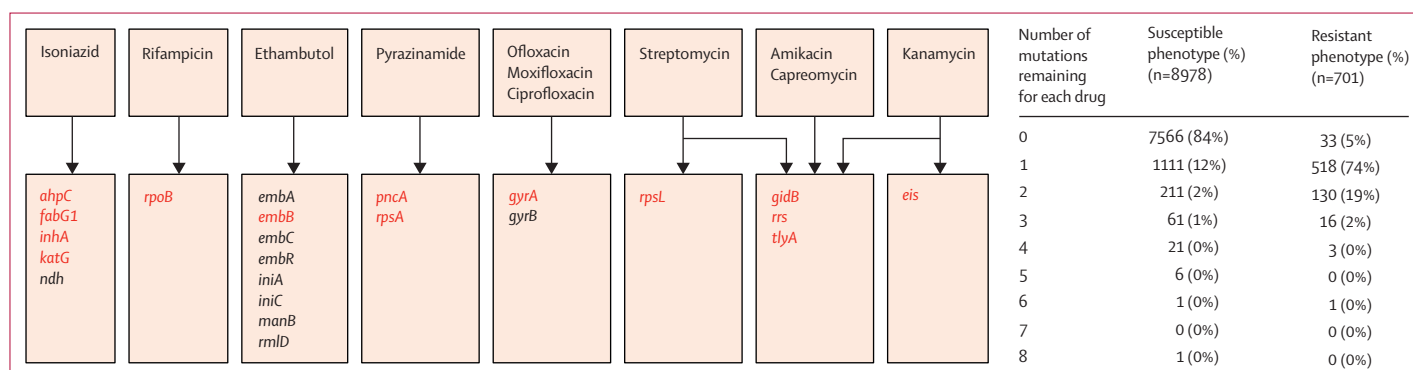 Isoniazid
Rifampicin
Ethambutol
Pyrazinamide
Ofloxacin
Moxifloxacin
Ciprofloxacin
Streptomycin
Amikacin
Capreomycin
Kanamycin
ahpC
fabG1
inhA
katG
ndh
rpoB
embA
embB
embC
embR
iniA
iniC
manB
rmlD
pncA
rpsA
gyrA
gyrB
rpsL
gidB
rrs
tlyA
eis
Number of
mutations
remaining
for each drug
Susceptible
phenotype (%)
(n=8978)
Resistant
phenotype (%)
(n=701)
0 7566 (84%) 33 (5%)
1 1111 (12%) 518 (74%)
2 211 (2%) 130 (19%)
3 61 (1%) 16 (2%)
4 21 (0%) 3 (0%)
5 6 (0%) 0 (0%)
6 1 (0%) 1 (0%)
7 0 (0%) 0 (0%)
8 1 (0%) 0 (0%)